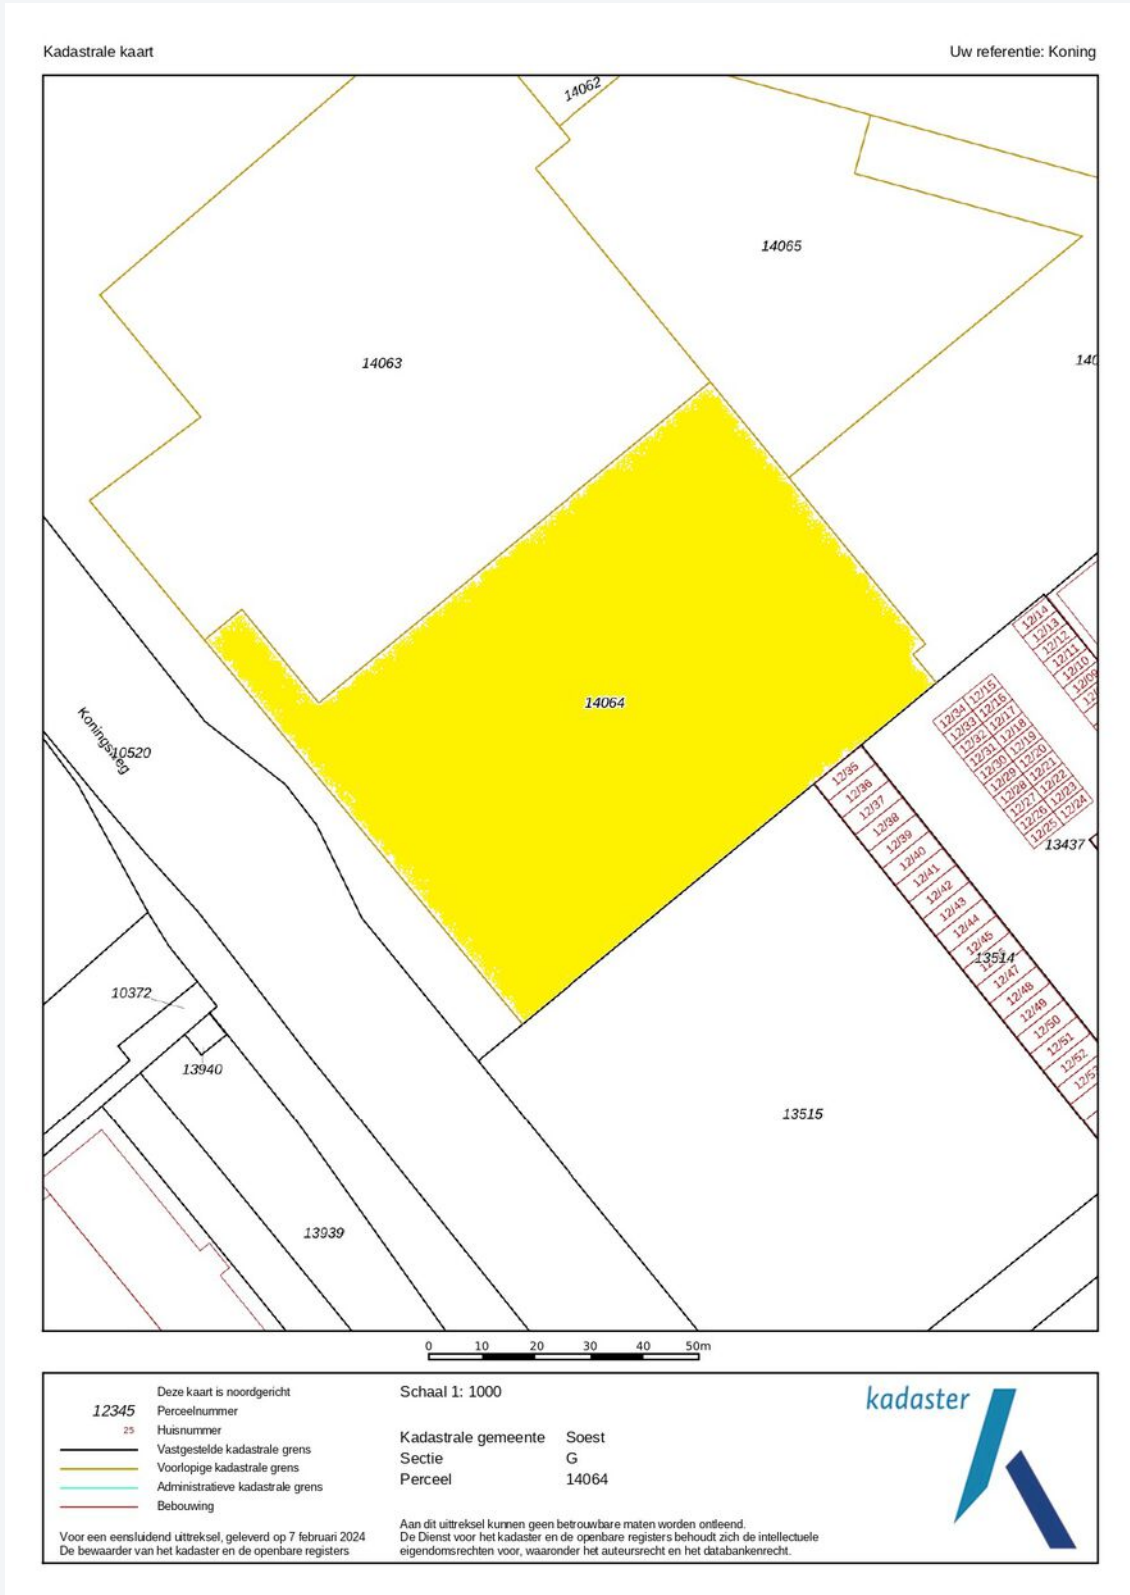 Kadastrale kaart
Uw referentie: Koning
14062
14065
14063
14064
Koningsweg
10520
10372
13940
13939
13515
13514
13437
12/14
12/13
12/12
12/11
12/10
12/09
12/15
12/16
12/17
12/18
12/19
12/20
12/21
12/22
12/23
12/24
12/34
12/33
12/32
12/31
12/30
12/29
12/28
12/27
12/26
12/25
12/35
12/36
12/37
12/38
12/39
12/40
12/41
12/42
12/43
12/44
12/45
12/47
12/48
12/49
12/50
12/51
12/52
0 10 20 30 40 50m
Deze kaart is noordgericht
12345 Perceelnummer
25 Huisnummer
Vastgestelde kadastrale grens
Voorlopige kadastrale grens
Administratieve kadastrale grens
Bebouwing
Voor een eensluidend uittreksel, geleverd op 7 februari 2024
De bewaarder van het kadaster en de openbare registers
Schaal 1: 1000
Kadastrale gemeente Soest
Sectie G
Perceel 14064
Aan dit uittreksel kunnen geen betrouwbare maten worden ontleend.
De Dienst voor het kadaster en de openbare registers behoudt zich de intellectuele
eigendomsrechten voor, waaronder het auteursrecht en het databankenrecht.
kadaster